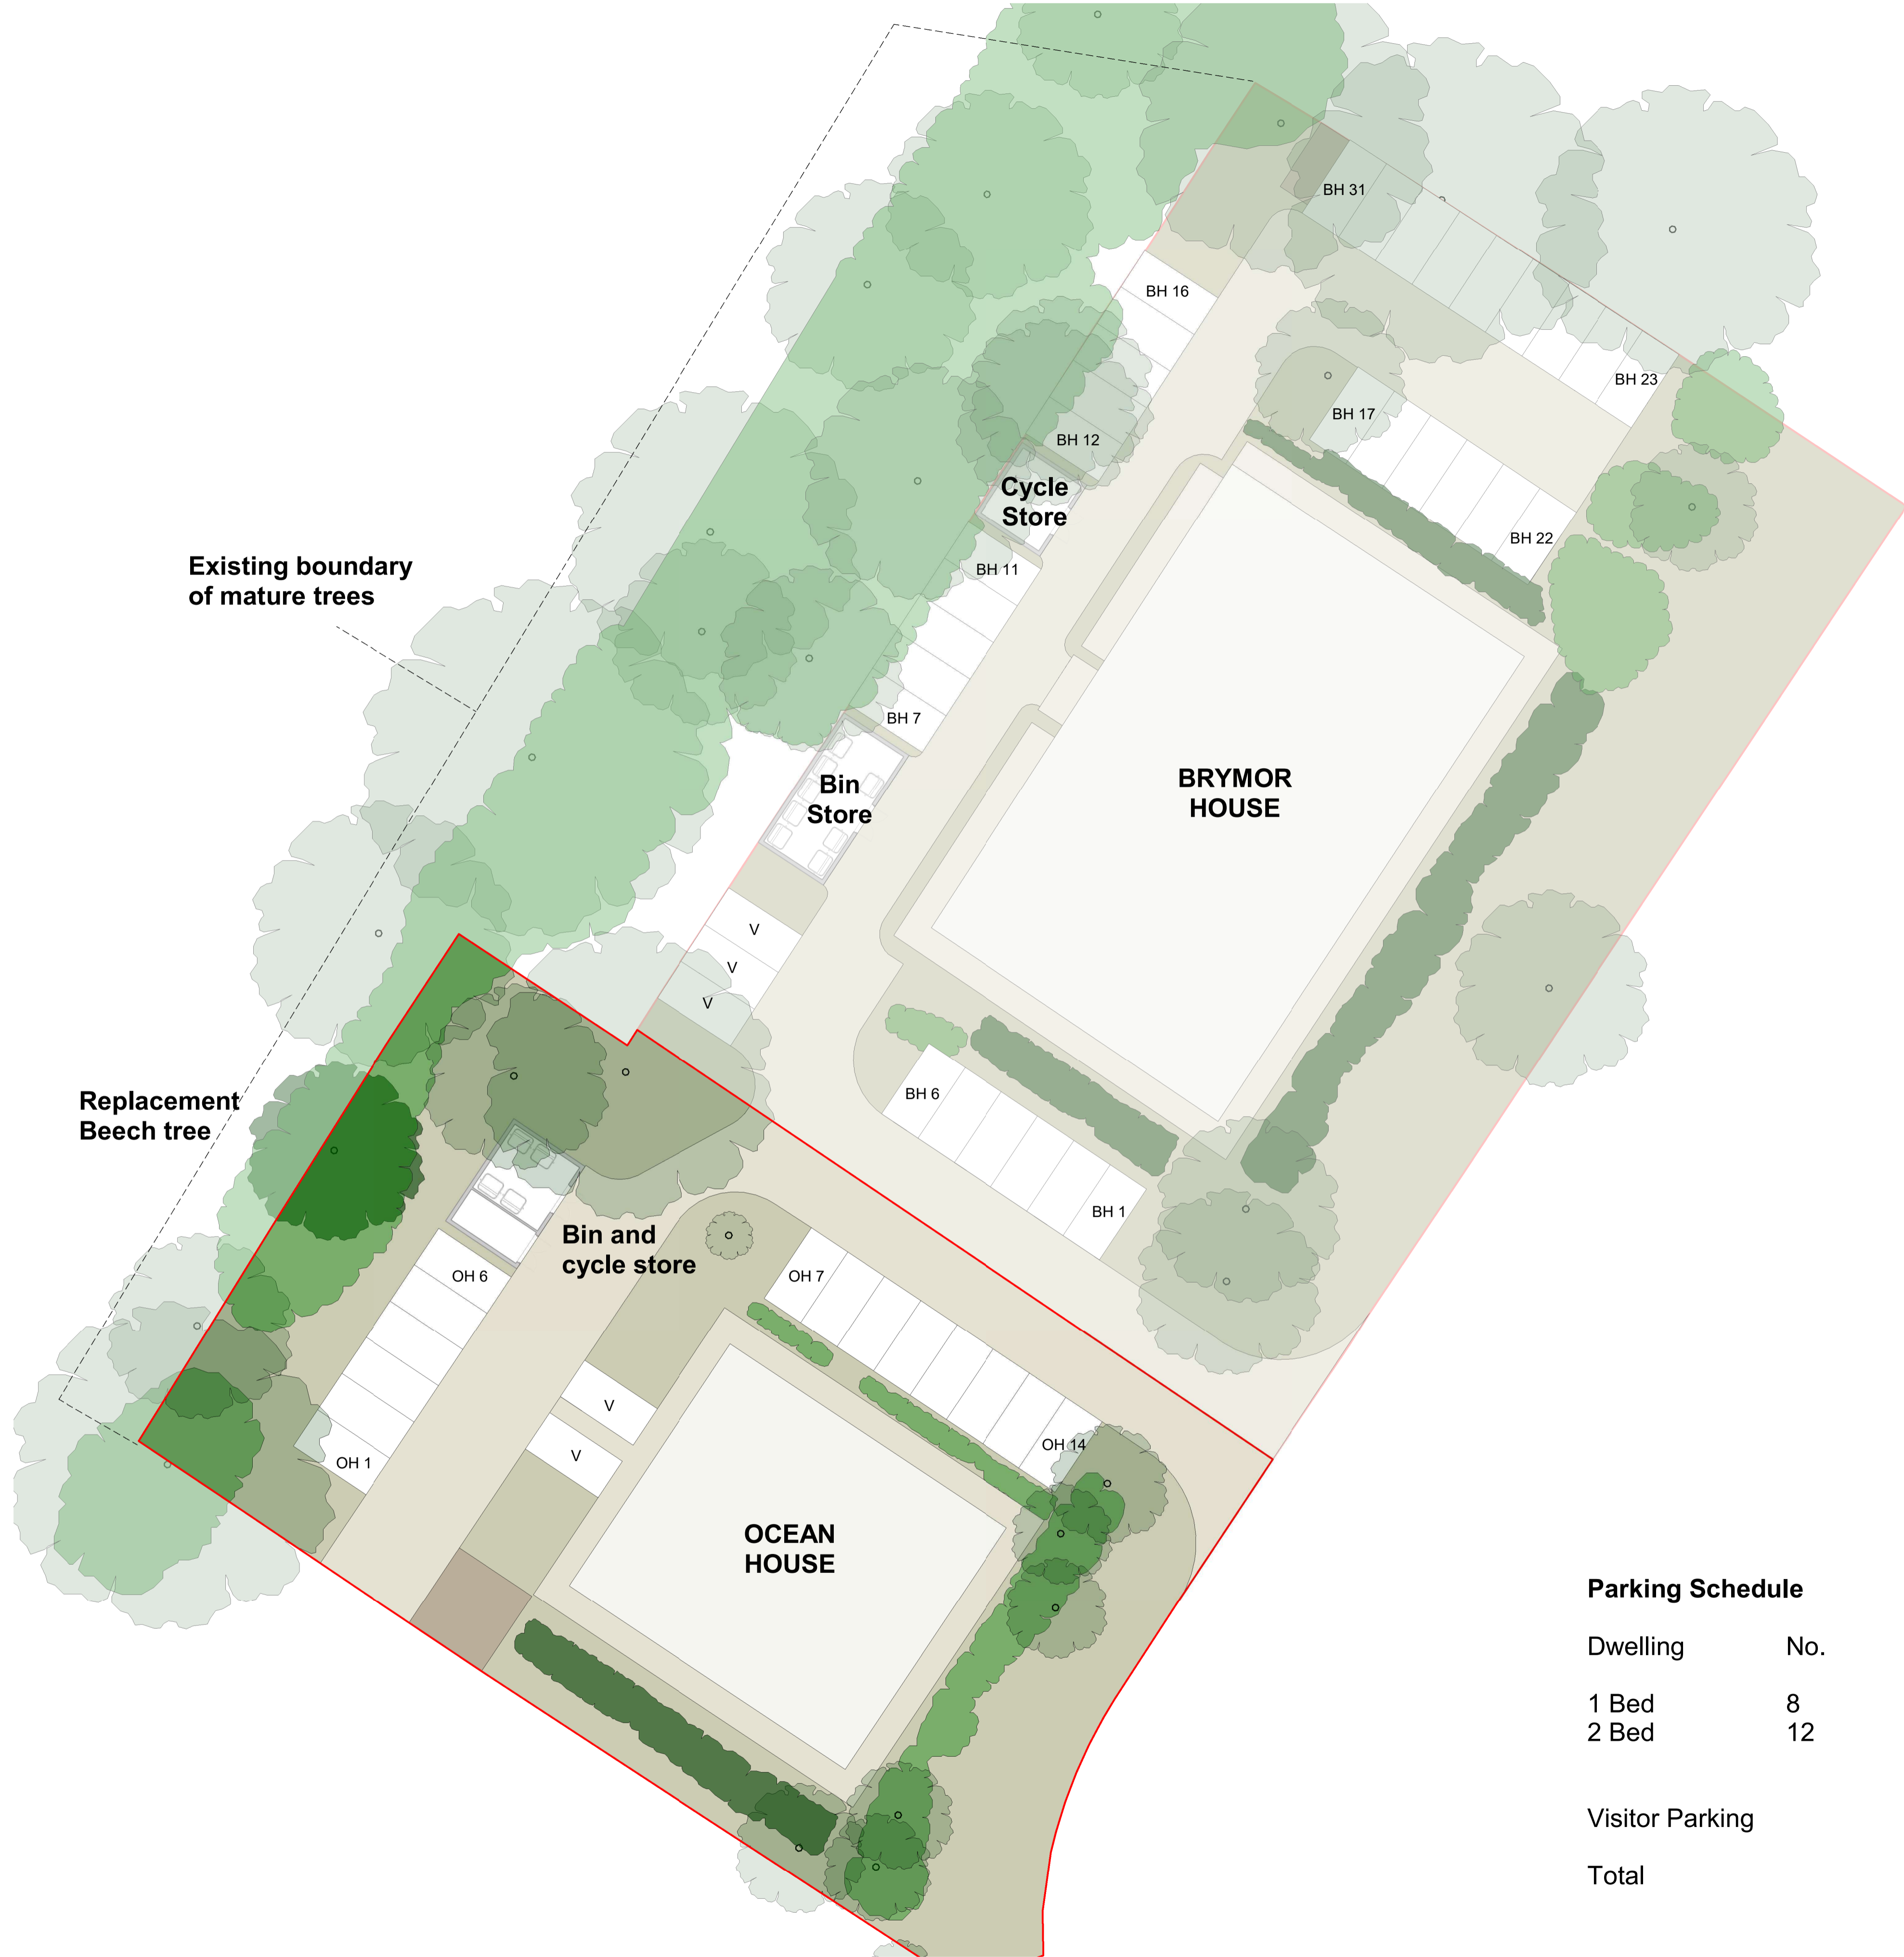 BH 31
BH 16
BH 23
BH 17
BH 12
Cycle
Store
BH 22
Existing boundary
of mature trees
BH 11
BH 7
Bin
Store
BRYMOR
HOUSE
V
V
V
Replacement
Beech tree
BH 6
BH 1
Bin and
cycle store
OH 6
OH 7
V
V
OH 14
OH 1
OCEAN
HOUSE
Parking Schedule
Dwelling No.
1 Bed 8
2 Bed 12
Visitor Parking
Total